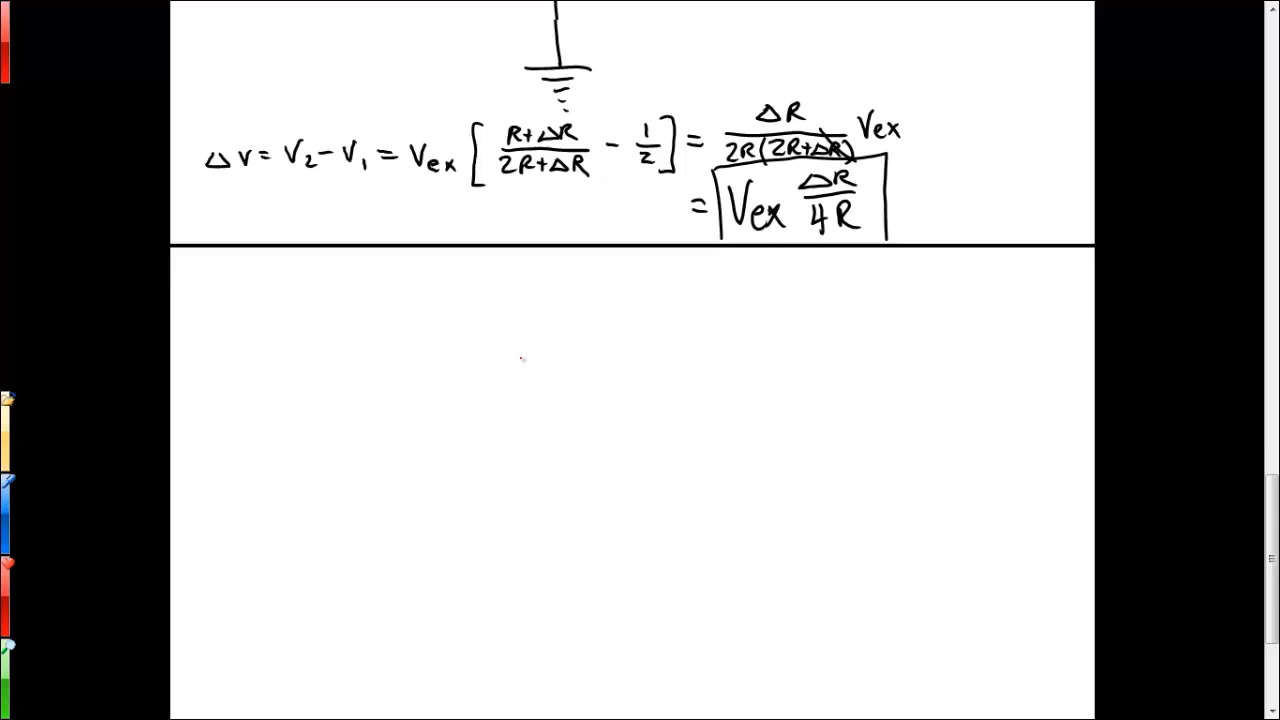 ΔV = V₂ - V₁ = Vex [ (R+ΔR)/(2R+ΔR) - 1/2 ] = ΔR/(2R(2R+ΔR)) Vex
= Vex ΔR/4R